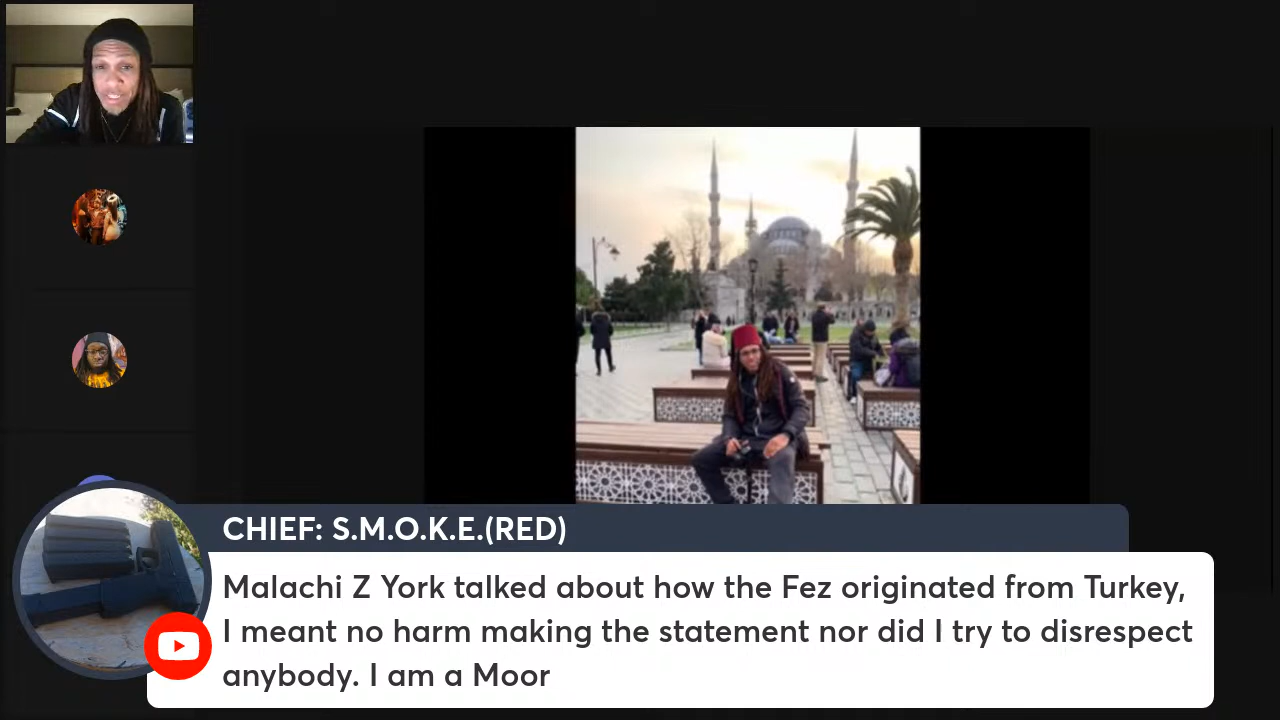 CHIEF: S.M.O.K.E.(RED)
Malachi Z York talked about how the Fez originated from Turkey,
I meant no harm making the statement nor did I try to disrespect
anybody. I am a Moor